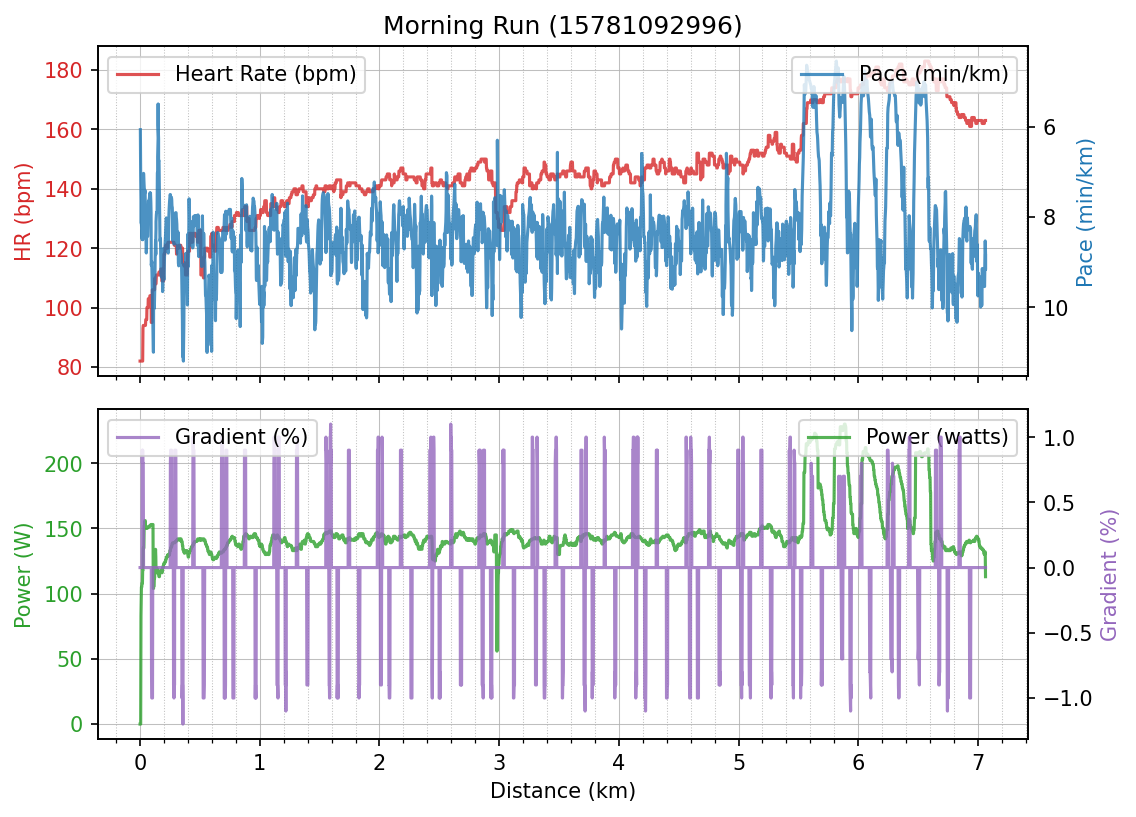 Morning Run (15781092996)
Heart Rate (bpm)
Pace (min/km)
180
160
140
120
100
80
HR (bpm)
6
8
10
Pace (min/km)
Gradient (%)
Power (watts)
200
150
100
50
0
Power (W)
1.0
0.5
0.0
−0.5
−1.0
Gradient (%)
0 1 2 3 4 5 6 7
Distance (km)